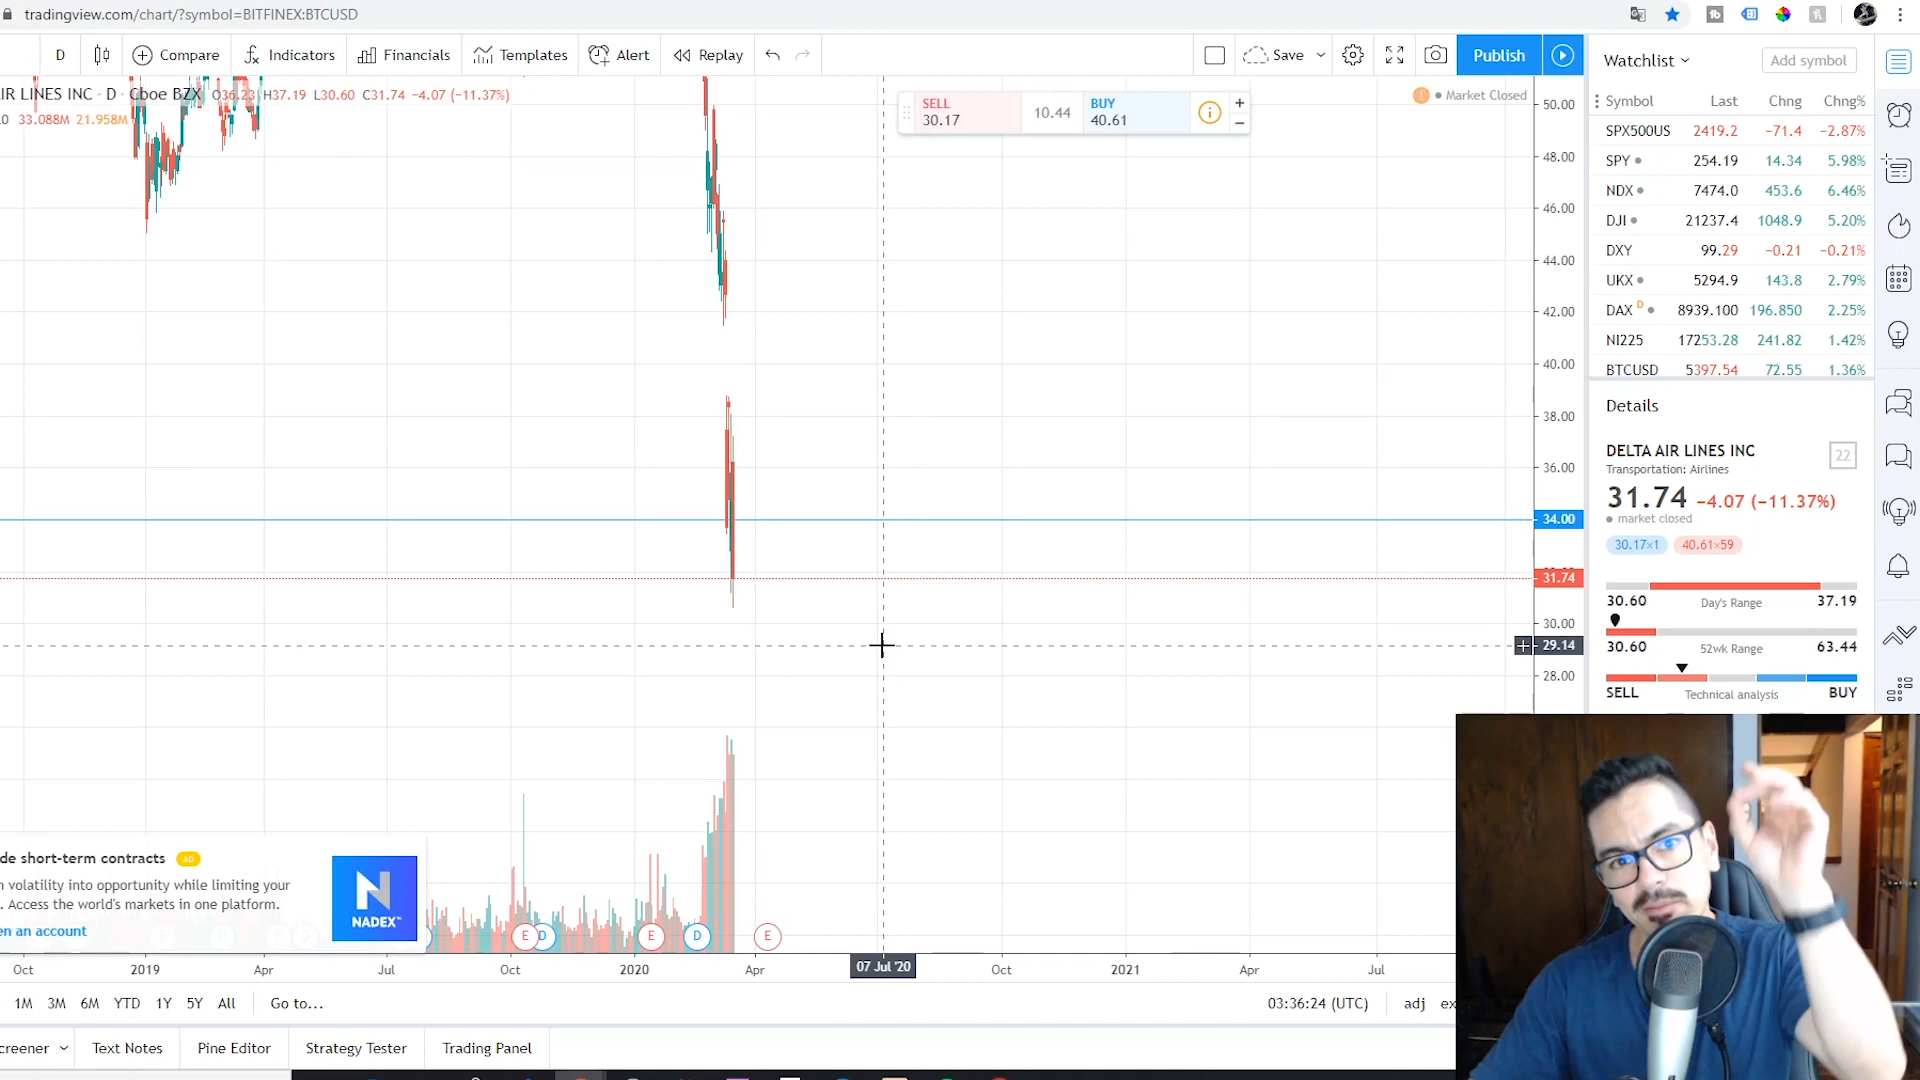 tradingview.com/chart/?symbol=BITFINEX:BTCUSD
D Compare Indicators Financials Templates Alert Replay Save Publish
Watchlist Add symbol
IR LINES INC · D · Cboe BZX O36.23 H37.19 L30.60 C31.74 -4.07 (-11.37%)
0 33.088M 21.958M
SELL
30.17
10.44
BUY
40.61
Market Closed
50.00
48.00
46.00
44.00
42.00
40.00
38.00
36.00
34.00
31.74
30.00
29.14
28.00
Symbol Last Chng Chng%
SPX500US 2419.2 −71.4 −2.87%
SPY 254.19 14.34 5.98%
NDX 7474.0 453.6 6.46%
DJI 21237.4 1048.9 5.20%
DXY 99.29 −0.21 −0.21%
UKX 5294.9 143.8 2.79%
DAX D 8939.100 196.850 2.25%
NI225 17253.28 241.82 1.42%
BTCUSD 5397.54 72.55 1.36%
Details
DELTA AIR LINES INC 22
Transportation: Airlines
31.74 −4.07 (−11.37%)
market closed
30.17×1 40.61×59
30.60 Day's Range 37.19
30.60 52wk Range 63.44
SELL Technical analysis BUY
de short-term contracts AD
n volatility into opportunity while limiting your
. Access the world's markets in one platform.
en an account
N
NADEX™
E D E D E
Oct 2019 Apr Jul Oct 2020 Apr 07 Jul '20 Oct 2021 Apr Jul
1M 3M 6M YTD 1Y 5Y All Go to... 03:36:24 (UTC) adj ex
creener Text Notes Pine Editor Strategy Tester Trading Panel